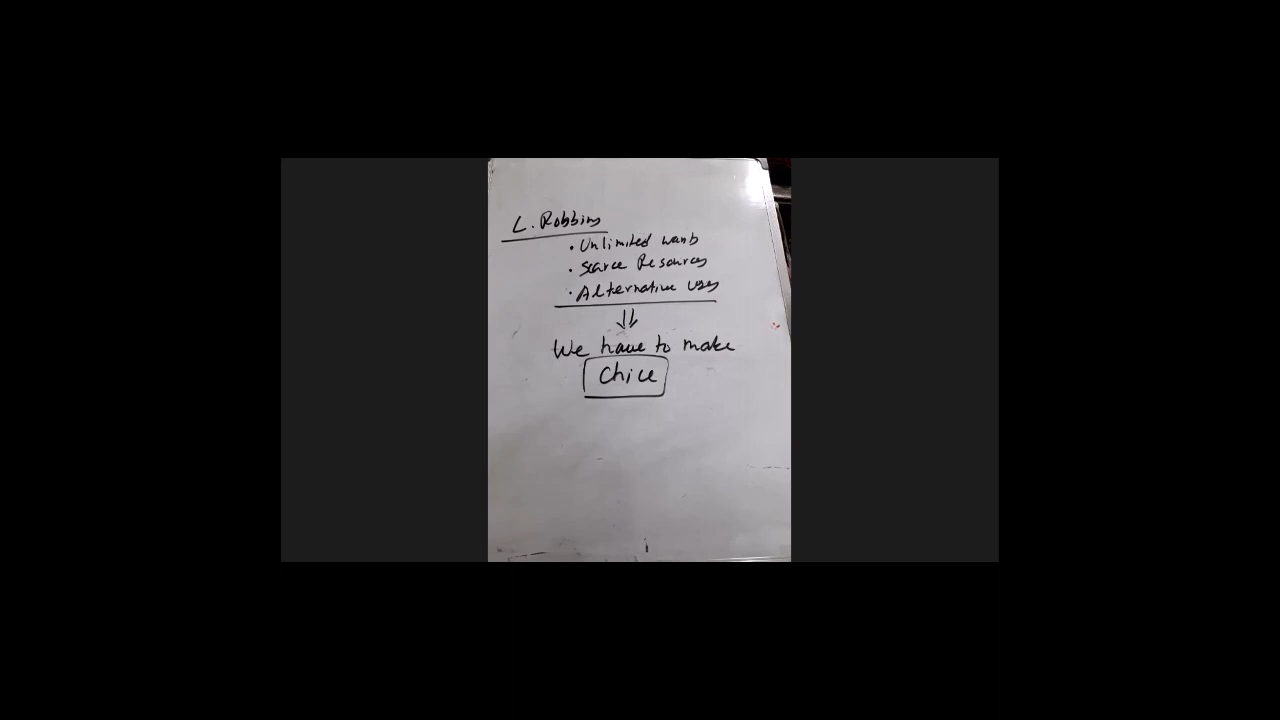 L. Robbins
• Unlimited wants
• Scarce Resources
• Alternative uses
We have to make
Chice